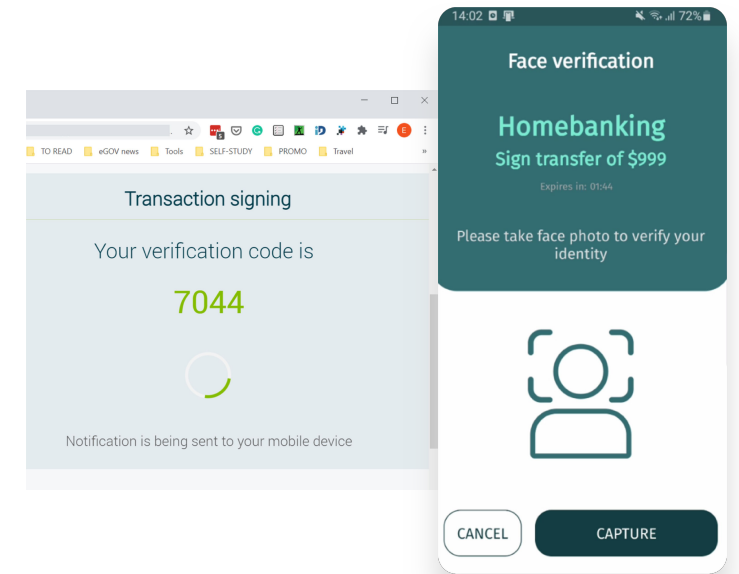 TO READ eGOV news Tools SELF-STUDY PROMO Travel »
Transaction signing
Your verification code is
7044
Notification is being sent to your mobile device
14:02 72%
Face verification
Homebanking
Sign transfer of $999
Expires in: 01:44
Please take face photo to verify your
identity
CANCEL CAPTURE